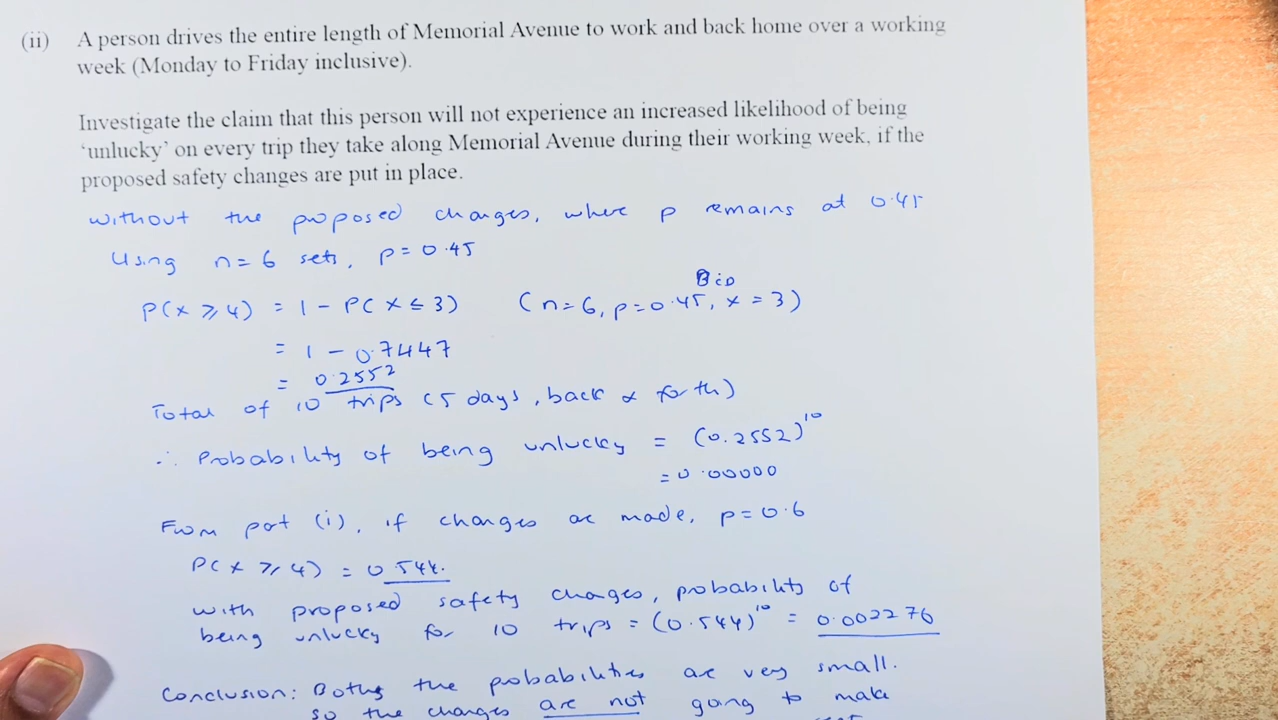 (ii) A person drives the entire length of Memorial Avenue to work and back home over a working
week (Monday to Friday inclusive).
Investigate the claim that this person will not experience an increased likelihood of being
'unlucky' on every trip they take along Memorial Avenue during their working week, if the
proposed safety changes are put in place.
without the proposed changes, where p remains at 0.45
Using n=6 sets, p=0.45
P(x ⩾ 4) = 1 - P(x ≤ 3) (n=6, p=0.45, x=3) Bin
= 1 - 0.7447
= 0.2552
Total of 10 trips (5 days, back & forth)
∴ Probability of being unlucky = (0.2552)^10
= 0.00000
From part (i), if changes are made, p=0.6
P(x ⩾ 4) = 0.544.
with proposed safety changes, probability of
being unlucky for 10 trips = (0.544)^10 = 0.002270
Conclusion: Both the probabilities are very small.
so the changes are not going to make